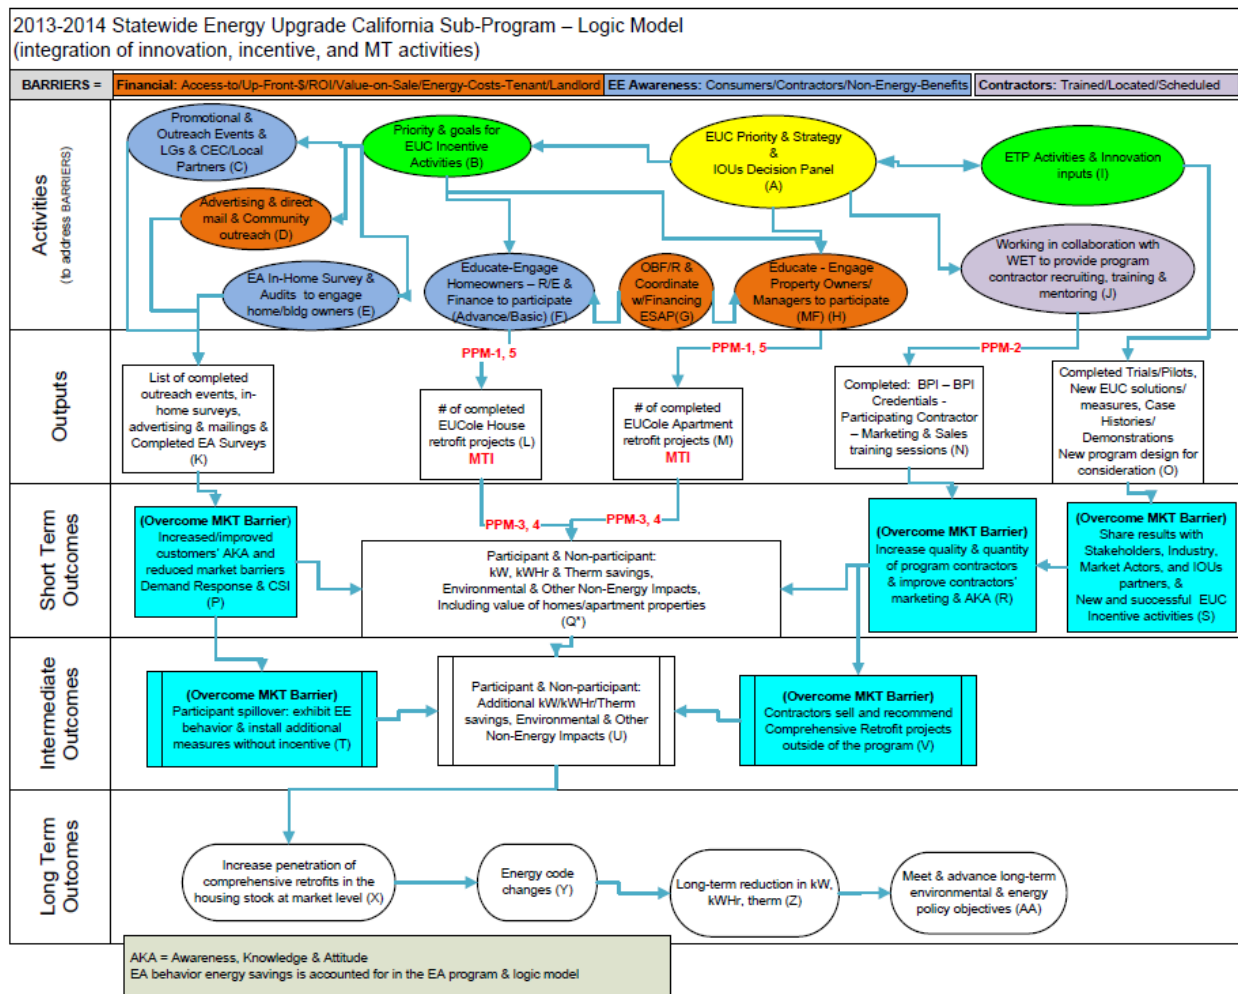 2013-2014 Statewide Energy Upgrade California Sub-Program – Logic Model
(integration of innovation, incentive, and MT activities)
BARRIERS =
Financial: Access-to/Up-Front-$/ROI/Value-on-Sale/Energy-Costs-Tenant/Landlord
EE Awareness: Consumers/Contractors/Non-Energy-Benefits
Contractors: Trained/Located/Scheduled
Activities
(to address BARRIERS)
Promotional &
Outreach Events &
LGs & CEC/Local
Partners (C)
Priority & goals for
EUC Incentive
Activities (B)
EUC Priority & Strategy
&
IOUs Decision Panel
(A)
ETP Activities & Innovation
inputs (I)
Advertising & direct
mail & Community
outreach (D)
EA In-Home Survey &
Audits to engage
home/bldg owners (E)
Educate-Engage
Homeowners – R/E &
Finance to participate
(Advance/Basic) (F)
OBF/R &
Coordinate
w/Financing
ESAP(G)
Educate - Engage
Property Owners/
Managers to participate
(MF) (H)
Working in collaboration wth
WET to provide program
contractor recruiting, training &
mentoring (J)
Outputs
PPM-1, 5
PPM-1, 5
PPM-2
List of completed
outreach events, in-
home surveys,
advertising & mailings &
Completed EA Surveys
(K)
# of completed
EUCole House
retrofit projects (L)
MTI
# of completed
EUCole Apartment
retrofit projects (M)
MTI
Completed: BPI – BPI
Credentials -
Participating Contractor
– Marketing & Sales
training sessions (N)
Completed Trials/Pilots,
New EUC solutions/
measures, Case
Histories/
Demonstrations
New program design for
consideration (O)
Short Term
Outcomes
PPM-3, 4
PPM-3, 4
(Overcome MKT Barrier)
Increased/improved
customers' AKA and
reduced market barriers
Demand Response & CSI
(P)
Participant & Non-participant:
kW, kWHr & Therm savings,
Environmental & Other Non-Energy Impacts,
Including value of homes/apartment properties
(Q*)
(Overcome MKT Barrier)
Increase quality & quantity
of program contractors
& improve contractors'
marketing & AKA (R)
(Overcome MKT Barrier)
Share results with
Stakeholders, Industry,
Market Actors, and IOUs
partners, &
New and successful EUC
Incentive activities (S)
Intermediate
Outcomes
(Overcome MKT Barrier)
Participant spillover: exhibit EE
behavior & install additional
measures without incentive (T)
Participant & Non-participant:
Additional kW/kWHr/Therm
savings, Environmental & Other
Non-Energy Impacts (U)
(Overcome MKT Barrier)
Contractors sell and recommend
Comprehensive Retrofit projects
outside of the program (V)
Long Term
Outcomes
Increase penetration of
comprehensive retrofits in the
housing stock at market level (X)
Energy code
changes (Y)
Long-term reduction in kW,
kWHr, therm (Z)
Meet & advance long-term
environmental & energy
policy objectives (AA)
AKA = Awareness, Knowledge & Attitude
EA behavior energy savings is accounted for in the EA program & logic model